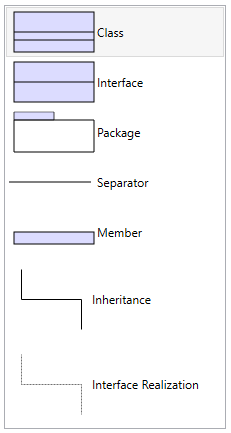 Class
Interface
Package
Separator
Member
Inheritance
Interface Realization